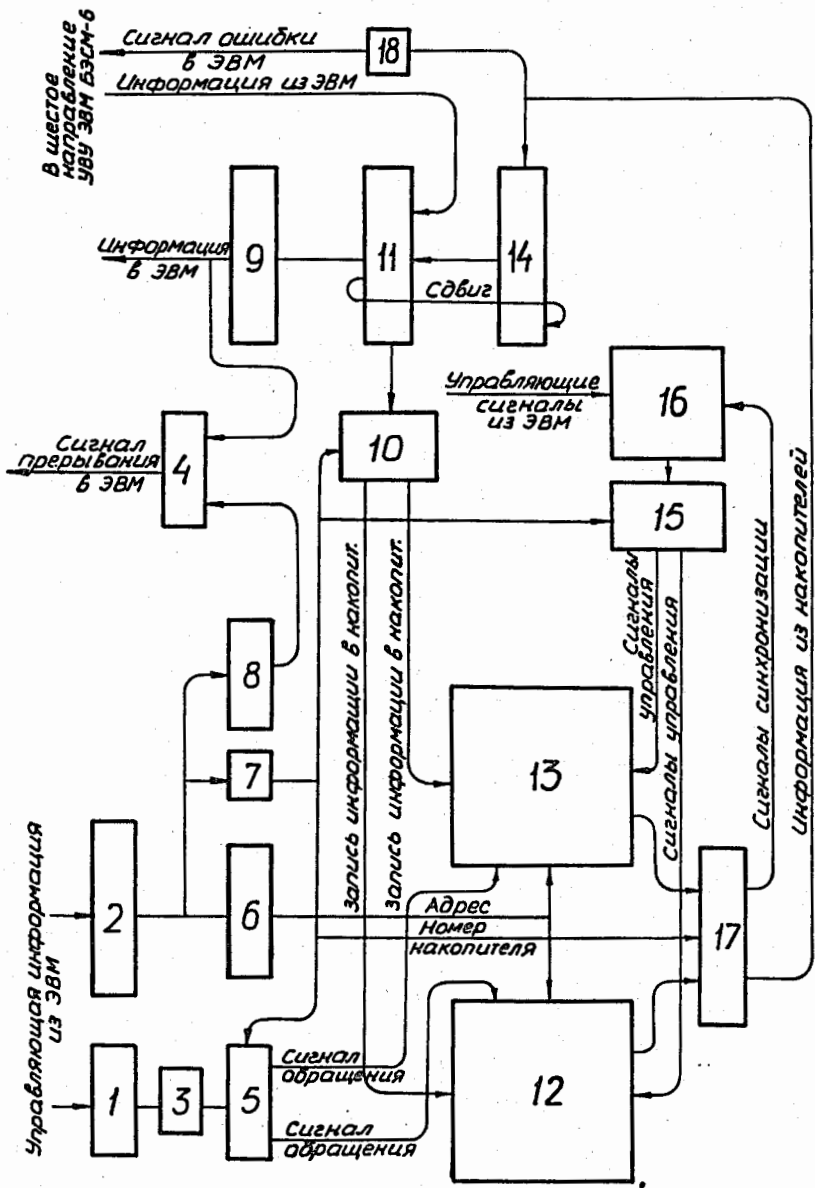 Сигнал ошибки
в ЭВМ
18
Информация из ЭВМ
В шестое
направление
УВУ ЭВМ БЭСМ-6
Информация
в ЭВМ
9
11
14
Сдвиг
Управляющие
сигналы
из ЭВМ
16
Сигнал
прерывания
в ЭВМ
4
10
15
Запись информации в накопит.
Запись информации в накопит.
Сигналы
управления
Сигналы управления
Сигналы синхронизации
Информация из накопителей
8
7
13
Управляющая информация
из ЭВМ
2
6
Адрес
Номер
накопителя
17
1
3
5
Сигнал
обращения
Сигнал
обращения
12